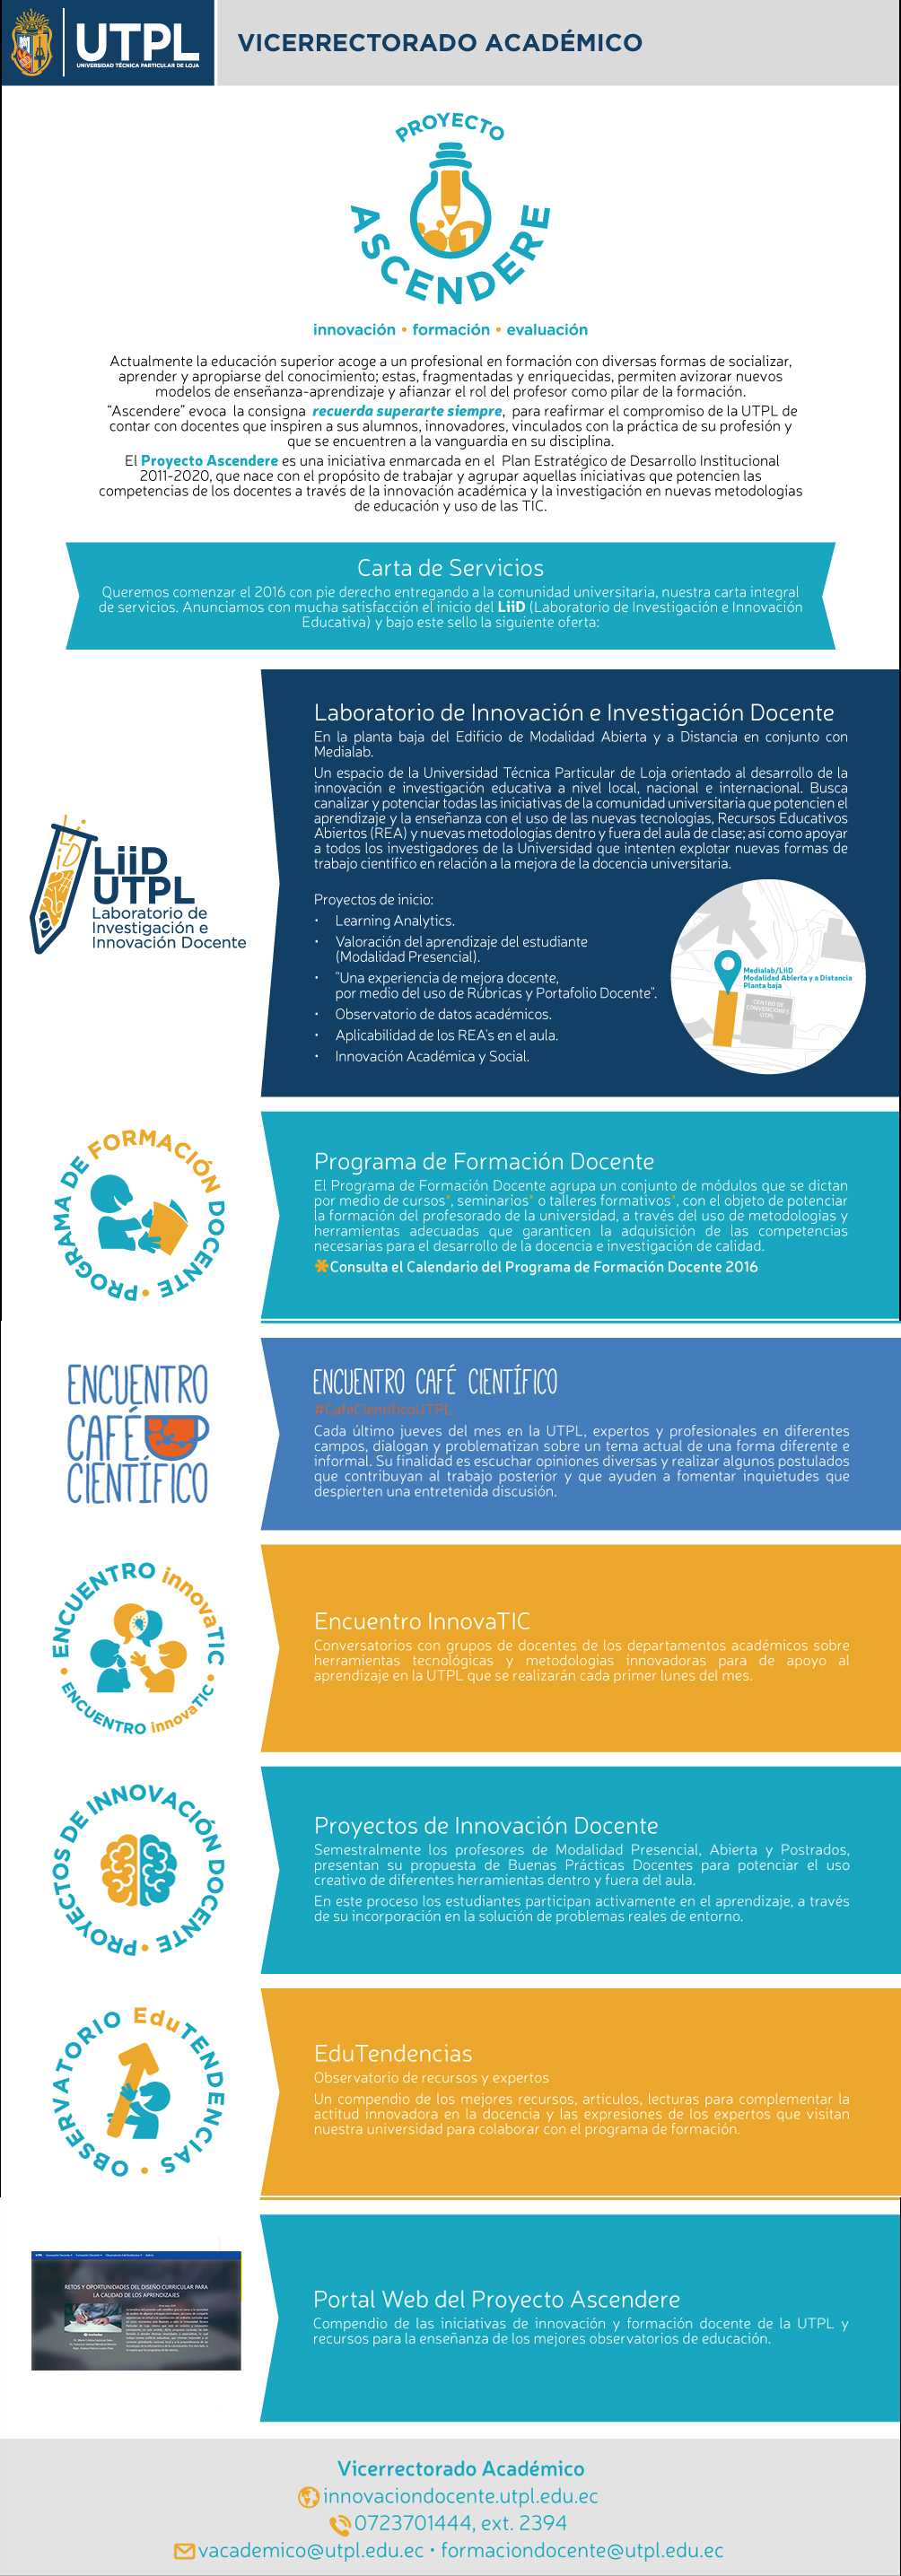 UTPL
UNIVERSIDAD TÉCNICA PARTICULAR DE LOJA
VICERRECTORADO ACADÉMICO
PROYECTO
ASCENDERE
innovación • formación • evaluación
Actualmente la educación superior acoge a un profesional en formación con diversas formas de socializar,
aprender y apropiarse del conocimiento; estas, fragmentadas y enriquecidas, permiten avizorar nuevos
modelos de enseñanza-aprendizaje y afianzar el rol del profesor como pilar de la formación.
"Ascendere" evoca la consigna recuerda superarte siempre, para reafirmar el compromiso de la UTPL de
contar con docentes que inspiren a sus alumnos, innovadores, vinculados con la práctica de su profesión y
que se encuentren a la vanguardia en su disciplina.
El Proyecto Ascendere es una iniciativa enmarcada en el Plan Estratégico de Desarrollo Institucional
2011-2020, que nace con el propósito de trabajar y agrupar aquellas iniciativas que potencien las
competencias de los docentes a través de la innovación académica y la investigación en nuevas metodologías
de educación y uso de las TIC.
Carta de Servicios
Queremos comenzar el 2016 con pie derecho entregando a la comunidad universitaria, nuestra carta integral
de servicios. Anunciamos con mucha satisfacción el inicio del LiiD (Laboratorio de Investigación e Innovación
Educativa) y bajo este sello la siguiente oferta:
LiiD
UTPL
Laboratorio de
Investigación e
Innovación Docente
Laboratorio de Innovación e Investigación Docente
En la planta baja del Edificio de Modalidad Abierta y a Distancia en conjunto con
Medialab.
Un espacio de la Universidad Técnica Particular de Loja orientado al desarrollo de la
innovación e investigación educativa a nivel local, nacional e internacional. Busca
canalizar y potenciar todas las iniciativas de la comunidad universitaria que potencien el
aprendizaje y la enseñanza con el uso de las nuevas tecnologías, Recursos Educativos
Abiertos (REA) y nuevas metodologías dentro y fuera del aula de clase; así como apoyar
a todos los investigadores de la Universidad que intenten explotar nuevas formas de
trabajo científico en relación a la mejora de la docencia universitaria.
Proyectos de inicio:
• Learning Analytics.
• Valoración del aprendizaje del estudiante
(Modalidad Presencial).
• "Una experiencia de mejora docente,
por medio del uso de Rúbricas y Portafolio Docente".
• Observatorio de datos académicos.
• Aplicabilidad de los REA's en el aula.
• Innovación Académica y Social.
Medialab/LiiD
Modalidad Abierta y a Distancia
Planta baja
CENTRO DE
CONVENCIONES
UTPL
PROGRAMA DE FORMACIÓN DOCENTE •
Programa de Formación Docente
El Programa de Formación Docente agrupa un conjunto de módulos que se dictan
por medio de cursos*, seminarios* o talleres formativos*, con el objeto de potenciar
la formación del profesorado de la universidad, a través del uso de metodologías y
herramientas adecuadas que garanticen la adquisición de las competencias
necesarias para el desarrollo de la docencia e investigación de calidad.
*Consulta el Calendario del Programa de Formación Docente 2016
ENCUENTRO
CAFÉ
CIENTÍFICO
ENCUENTRO CAFÉ CIENTÍFICO
#CaféCientíficoUTPL
Cada último jueves del mes en la UTPL, expertos y profesionales en diferentes
campos, dialogan y problematizan sobre un tema actual de una forma diferente e
informal. Su finalidad es escuchar opiniones diversas y realizar algunos postulados
que contribuyan al trabajo posterior y que ayuden a fomentar inquietudes que
despierten una entretenida discusión.
• ENCUENTRO innovaTIC •
ENCUENTRO innovaTIC
Encuentro InnovaTIC
Conversatorios con grupos de docentes de los departamentos académicos sobre
herramientas tecnológicas y metodologías innovadoras para de apoyo al
aprendizaje en la UTPL que se realizarán cada primer lunes del mes.
PROYECTOS DE INNOVACIÓN DOCENTE •
Proyectos de Innovación Docente
Semestralmente los profesores de Modalidad Presencial, Abierta y Postrados,
presentan su propuesta de Buenas Prácticas Docentes para potenciar el uso
creativo de diferentes herramientas dentro y fuera del aula.
En este proceso los estudiantes participan activamente en el aprendizaje, a través
de su incorporación en la solución de problemas reales de entorno.
OBSERVATORIO EduTENDENCIAS •
EduTendencias
Observatorio de recursos y expertos
Un compendio de los mejores recursos, artículos, lecturas para complementar la
actitud innovadora en la docencia y las expresiones de los expertos que visitan
nuestra universidad para colaborar con el programa de formación.
RETOS Y OPORTUNIDADES DEL DISEÑO CURRICULAR PARA
LA CALIDAD DE LOS APRENDIZAJES
Portal Web del Proyecto Ascendere
Compendio de las iniciativas de innovación y formación docente de la UTPL y
recursos para la enseñanza de los mejores observatorios de educación.
Vicerrectorado Académico
innovaciondocente.utpl.edu.ec
0723701444, ext. 2394
vacademico@utpl.edu.ec • formaciondocente@utpl.edu.ec